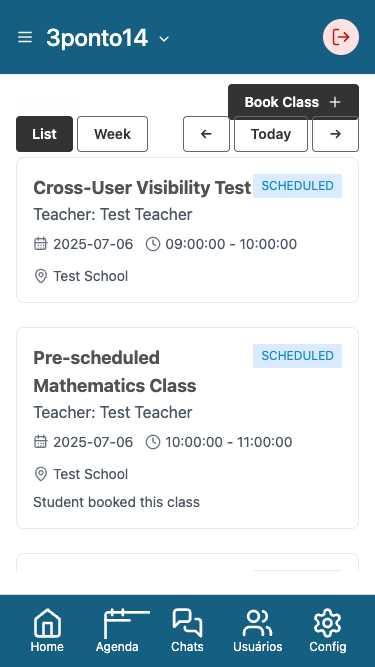 3ponto14
Book Class +
List Week ← Today →
Cross-User Visibility Test SCHEDULED
Teacher: Test Teacher
2025-07-06 09:00:00 - 10:00:00
Test School
Pre-scheduled SCHEDULED
Mathematics Class
Teacher: Test Teacher
2025-07-06 10:00:00 - 11:00:00
Test School
Student booked this class
Home Agenda Chats Usuários Config